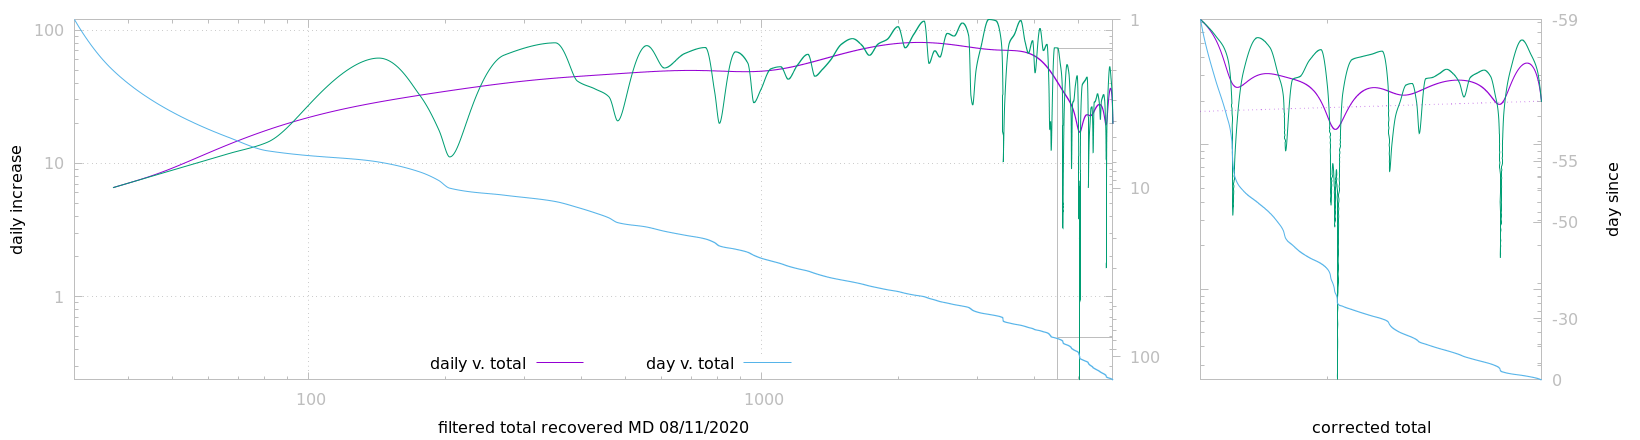 100
10
1
daily increase
daily v. total
day v. total
100
1000
filtered total recovered MD 08/11/2020
1
10
100
-59
-55
-50
-30
0
day since
corrected total